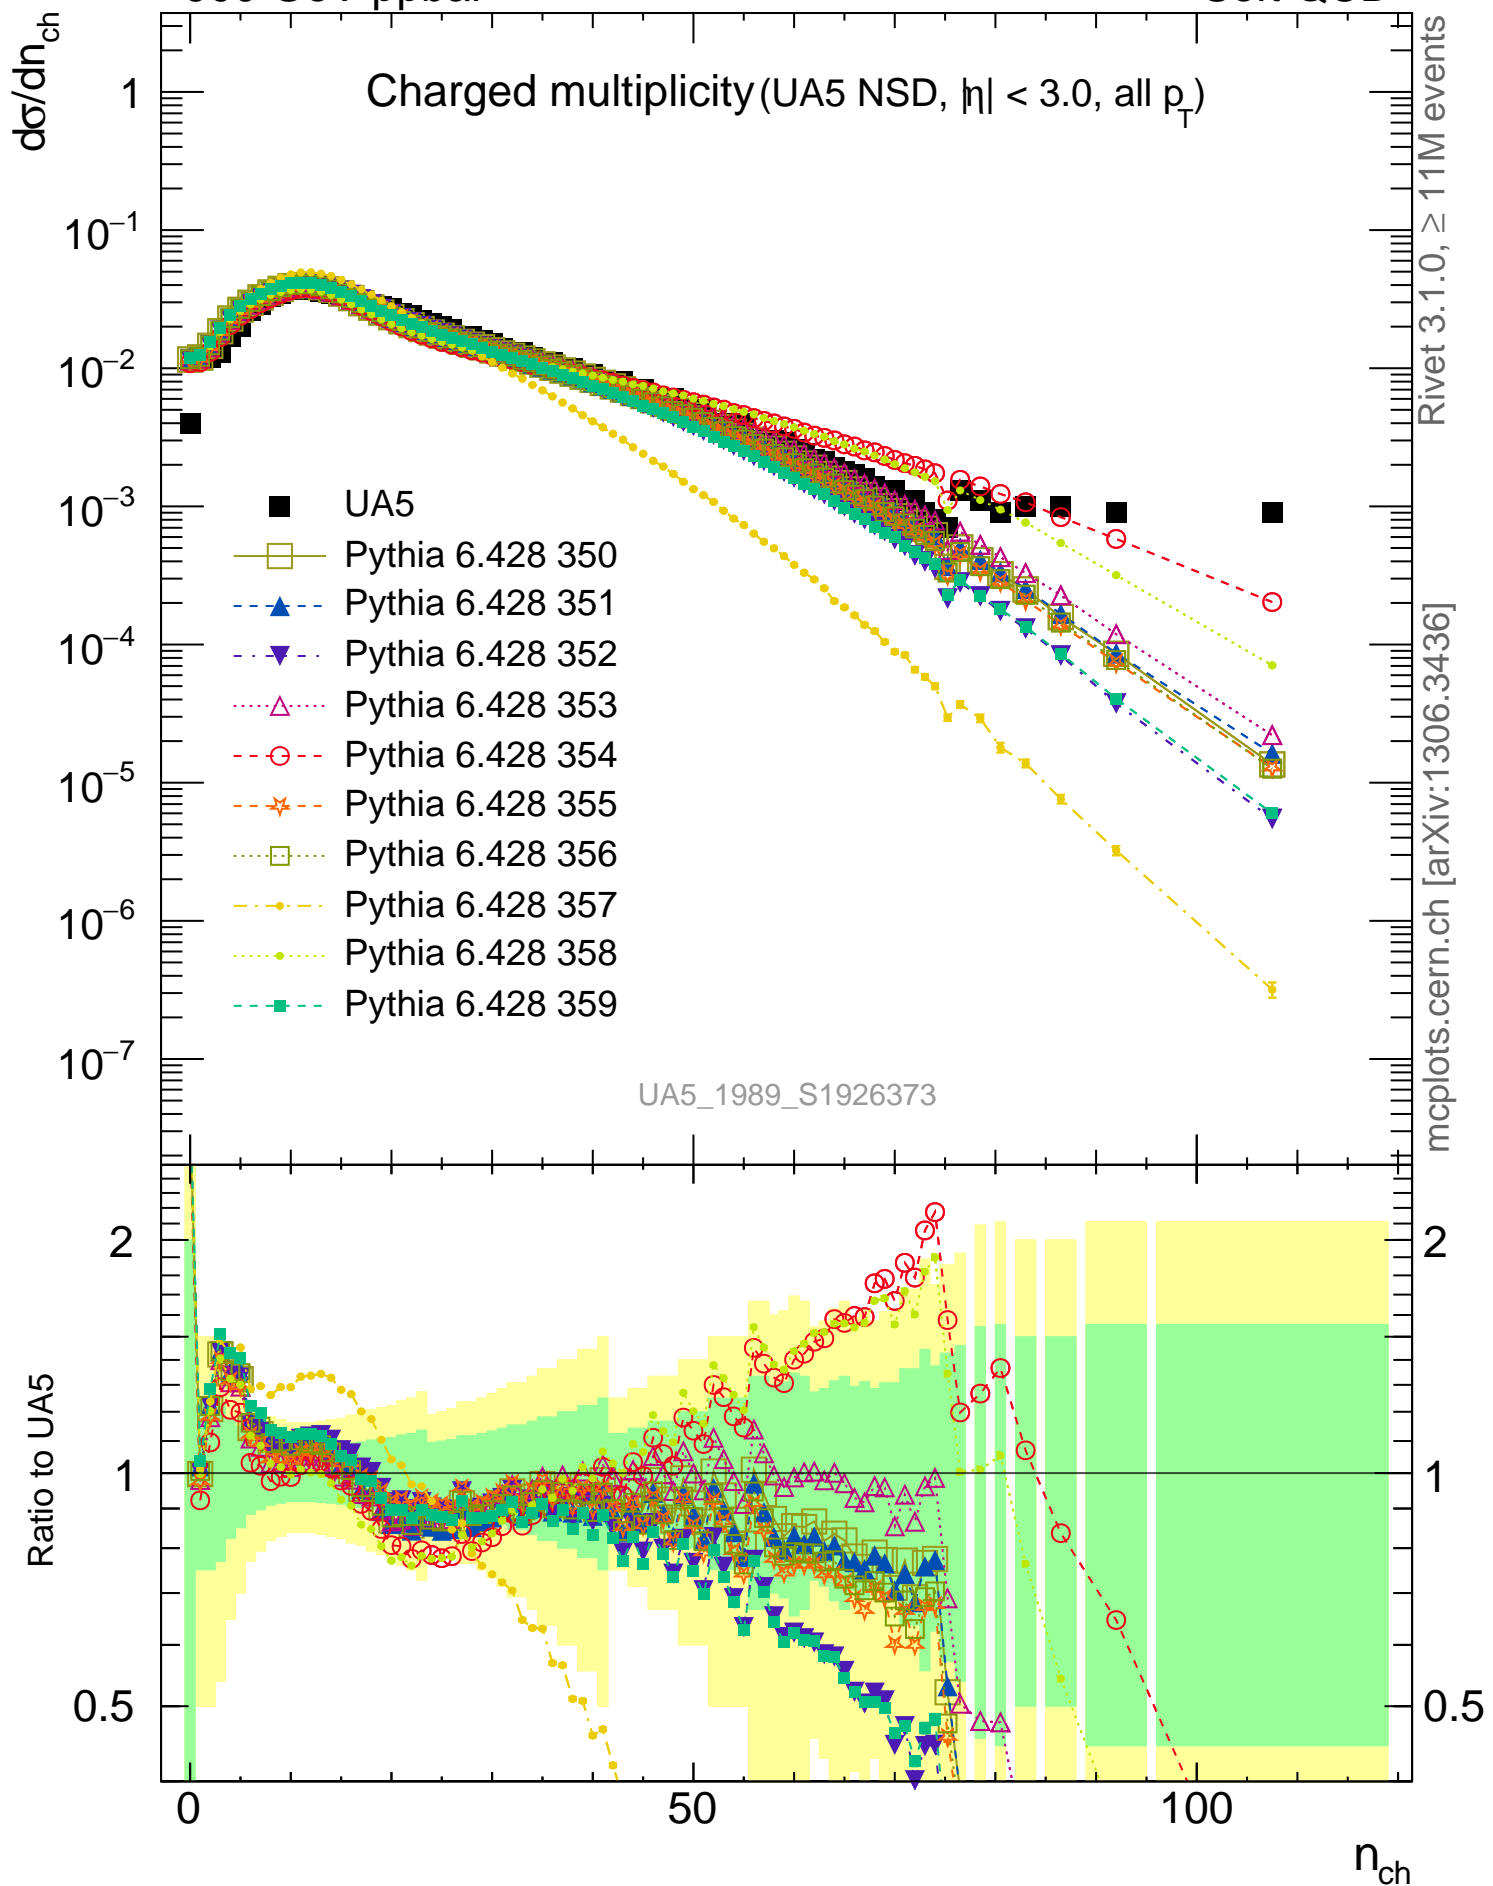 dσ/dn_ch
Charged multiplicity (UA5 NSD, |η| < 3.0, all p_T)
1
10^−1
10^−2
10^−3
10^−4
10^−5
10^−6
10^−7
UA5
Pythia 6.428 350
Pythia 6.428 351
Pythia 6.428 352
Pythia 6.428 353
Pythia 6.428 354
Pythia 6.428 355
Pythia 6.428 356
Pythia 6.428 357
Pythia 6.428 358
Pythia 6.428 359
UA5_1989_S1926373
Rivet 3.1.0, ≥ 11M events
mcplots.cern.ch [arXiv:1306.3436]
Ratio to UA5
2
1
0.5
2
1
0.5
0
50
100
n_ch